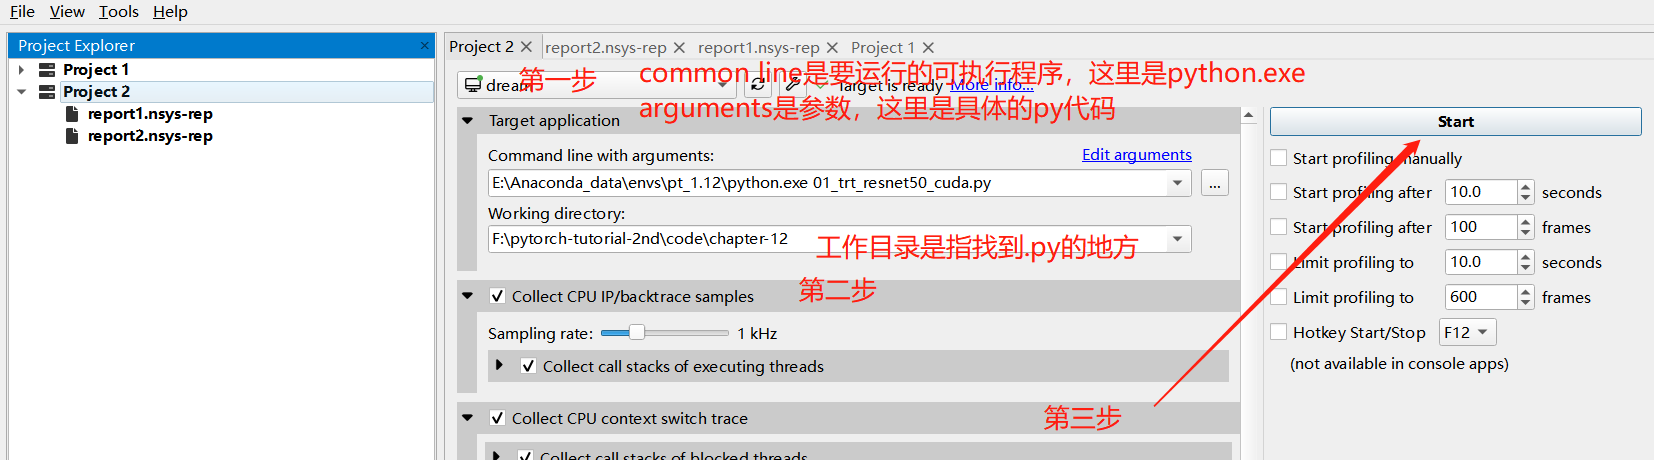 File View Tools Help
Project Explorer ×
Project 1
Project 2
report1.nsys-rep
report2.nsys-rep
Project 2 × report2.nsys-rep × report1.nsys-rep × Project 1 ×
第一步
common line是要运行的可执行程序，这里是python.exe
dream
Target is ready More info...
arguments是参数，这里是具体的py代码
Target application
Command line with arguments: Edit arguments
E:\Anaconda_data\envs\pt_1.12\python.exe 01_trt_resnet50_cuda.py ...
Working directory:
F:\pytorch-tutorial-2nd\code\chapter-12
工作目录是指找到.py的地方
第二步
Collect CPU IP/backtrace samples
Sampling rate: 1 kHz
Collect call stacks of executing threads
第三步
Collect CPU context switch trace
Collect call stacks of blocked threads
Start
Start profiling manually
Start profiling after 10.0 seconds
Start profiling after 100 frames
Limit profiling to 10.0 seconds
Limit profiling to 600 frames
Hotkey Start/Stop F12
(not available in console apps)